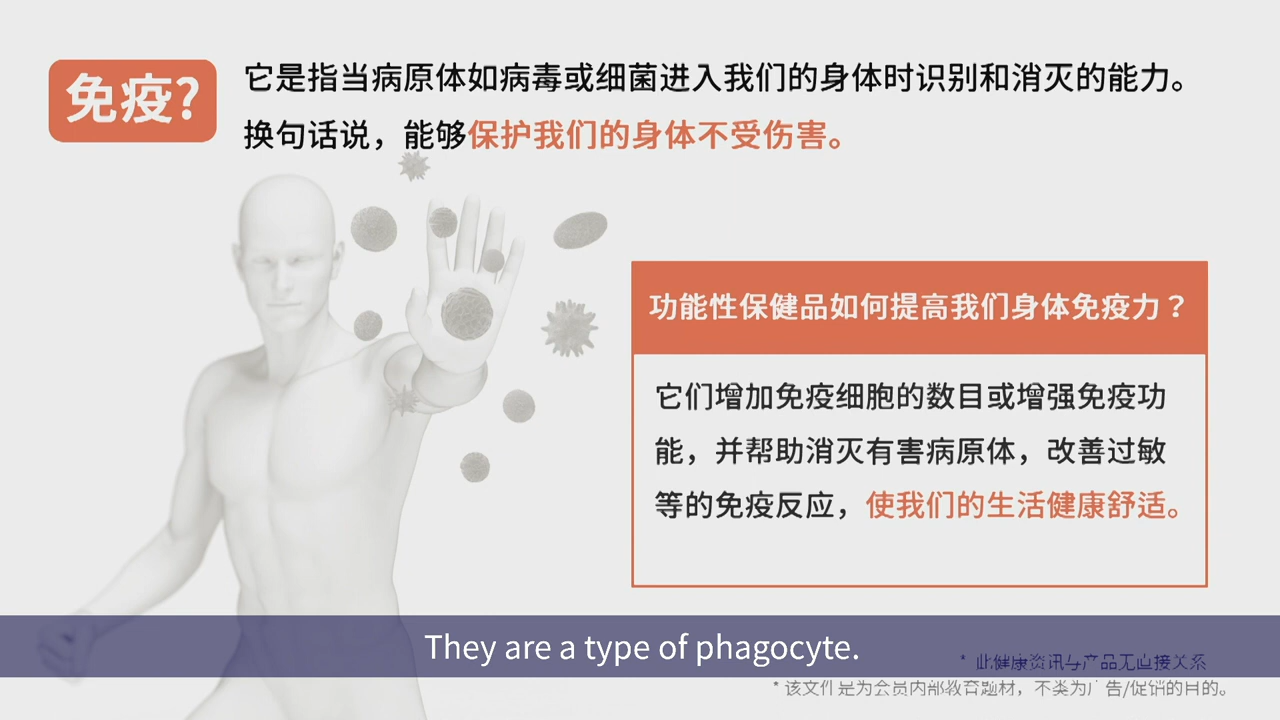 免疫?
它是指当病原体如病毒或细菌进入我们的身体时识别和消灭的能力。
换句话说，能够保护我们的身体不受伤害。
功能性保健品如何提高我们身体免疫力？
它们增加免疫细胞的数目或增强免疫功
能，并帮助消灭有害病原体，改善过敏
等的免疫反应，使我们的生活健康舒适。
They are a type of phagocyte.
* 此健康资讯与产品无直接关系
* 该文件是为会员内部教育题材，不类为广告/促销的目的。